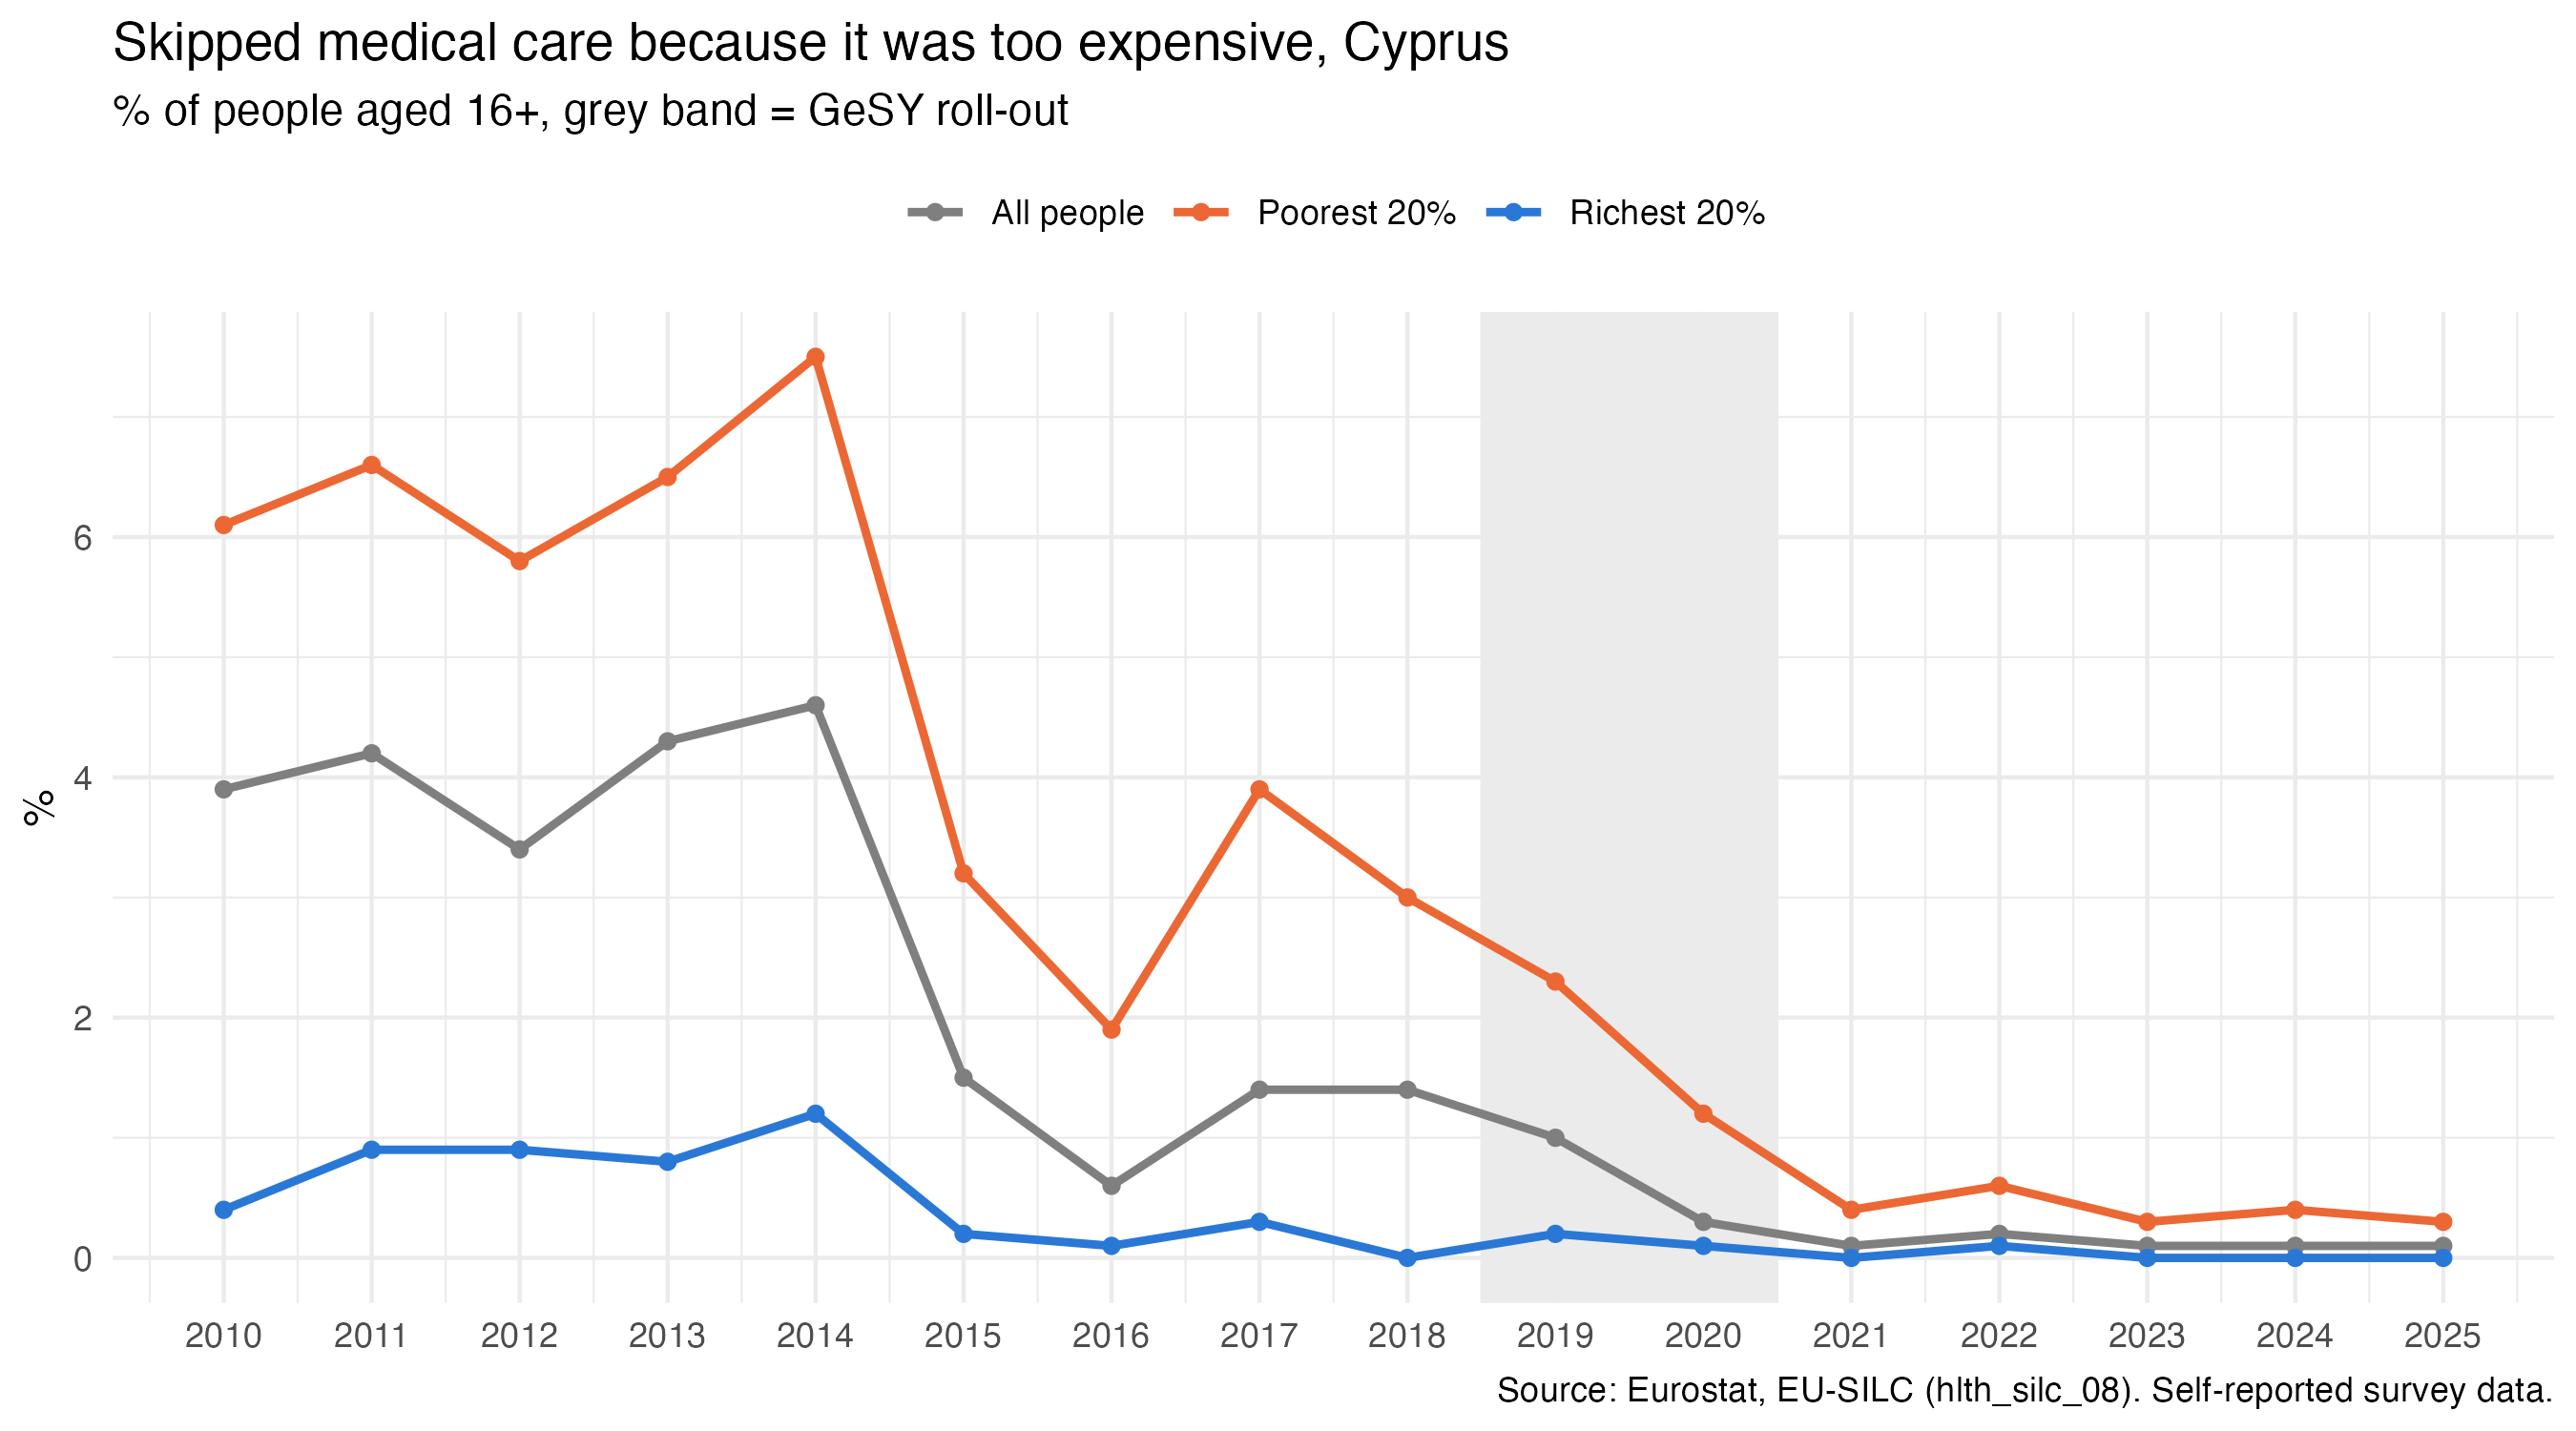 Skipped medical care because it was too expensive, Cyprus
% of people aged 16+, grey band = GeSY roll-out
All people Poorest 20% Richest 20%
6
4
%
2
0
2010 2011 2012 2013 2014 2015 2016 2017 2018 2019 2020 2021 2022 2023 2024 2025
Source: Eurostat, EU-SILC (hlth_silc_08). Self-reported survey data.